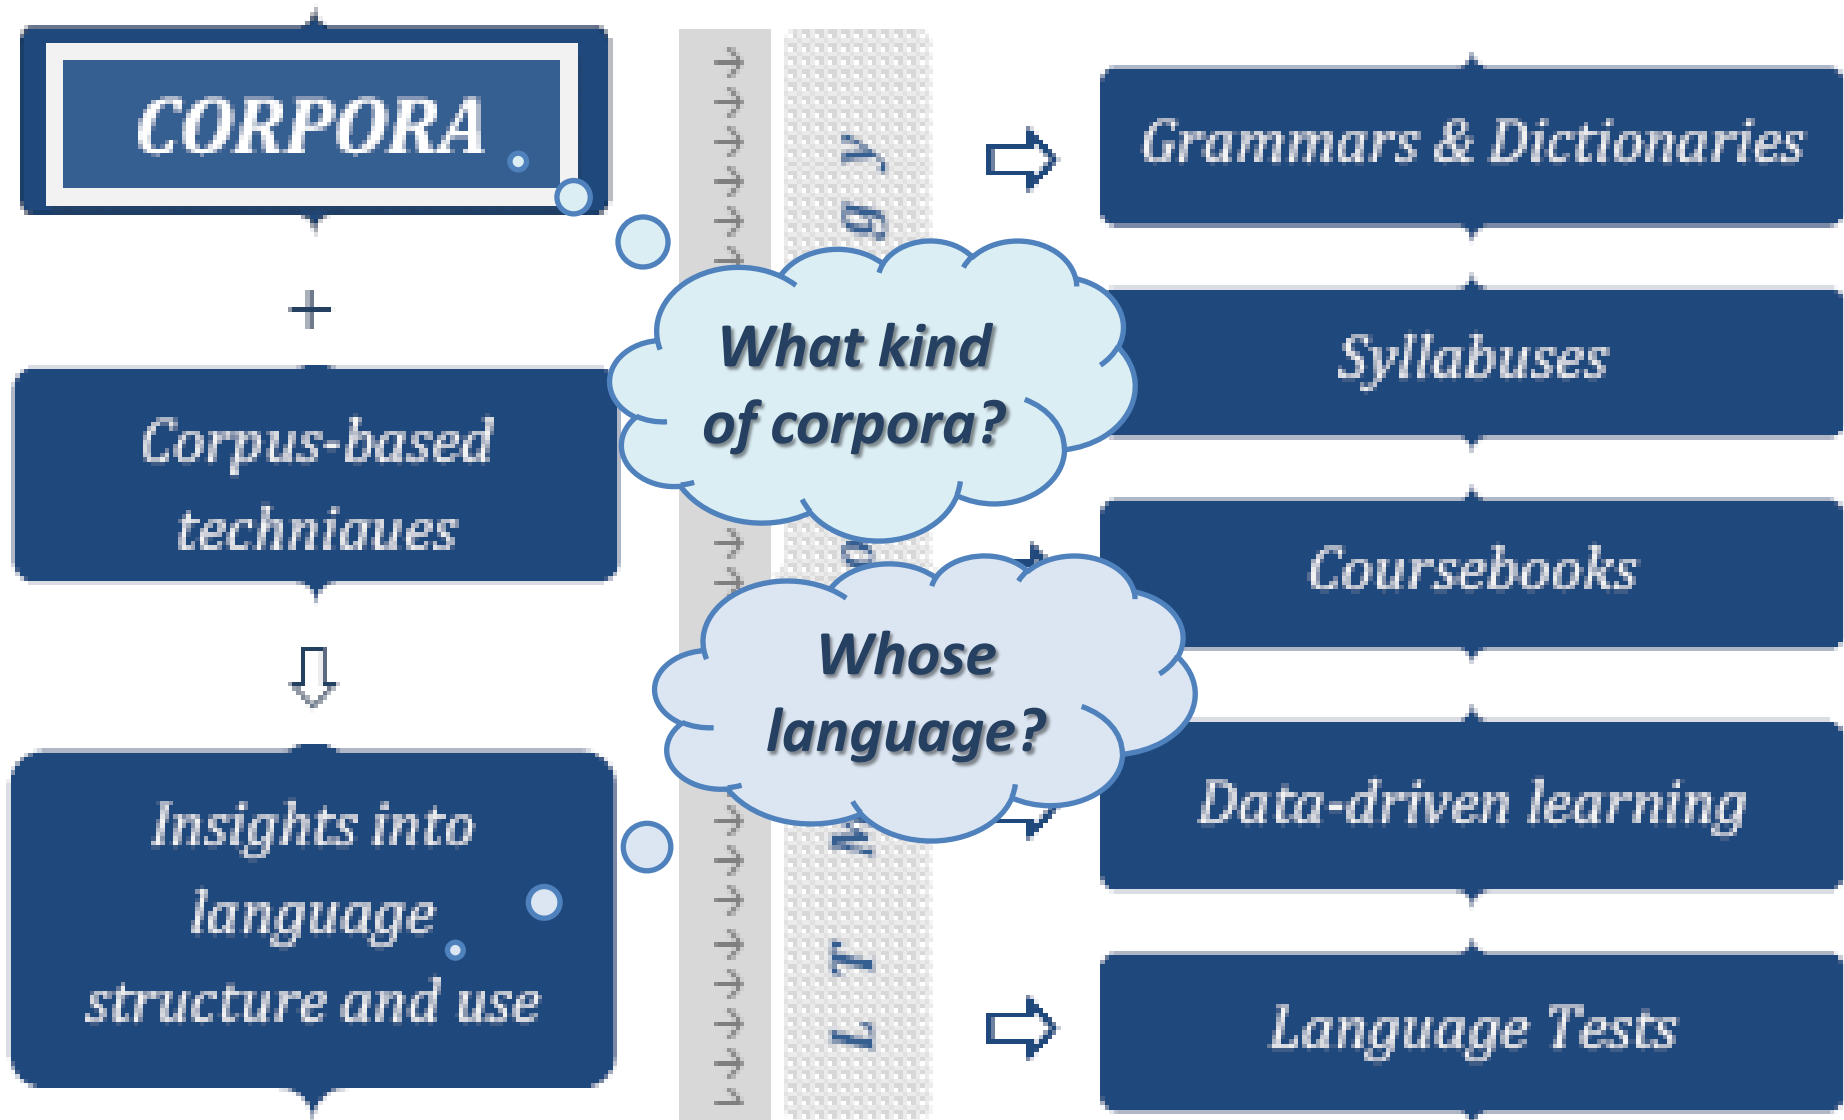 CORPORA
+
Corpus-based
techniaues
Insights into
language
structure and use
What kind
of corpora?
Whose
language?
Grammars & Dictionaries
Syllabuses
Coursebooks
Data-driven learning
Language Tests